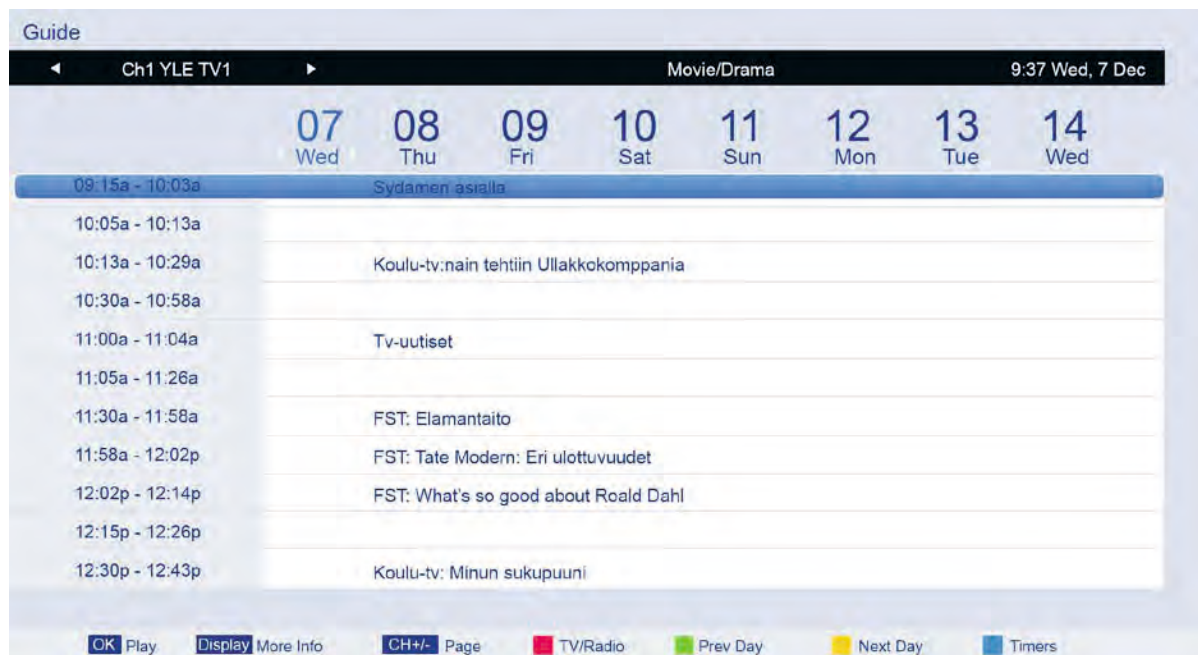 Guide
Ch1 YLE TV1 Movie/Drama 9:37 Wed, 7 Dec
07 08 09 10 11 12 13 14
Wed Thu Fri Sat Sun Mon Tue Wed
09:15a - 10:03a Sydamen asialla
10:05a - 10:13a
10:13a - 10:29a Koulu-tv:nain tehtiin Ullakkokomppania
10:30a - 10:58a
11:00a - 11:04a Tv-uutiset
11:05a - 11:26a
11:30a - 11:58a FST: Elamantaito
11:58a - 12:02p FST: Tate Modern: Eri ulottuvuudet
12:02p - 12:14p FST: What's so good about Roald Dahl
12:15p - 12:26p
12:30p - 12:43p Koulu-tv: Minun sukupuuni
OK Play Display More Info CH+/- Page TV/Radio Prev Day Next Day Timers